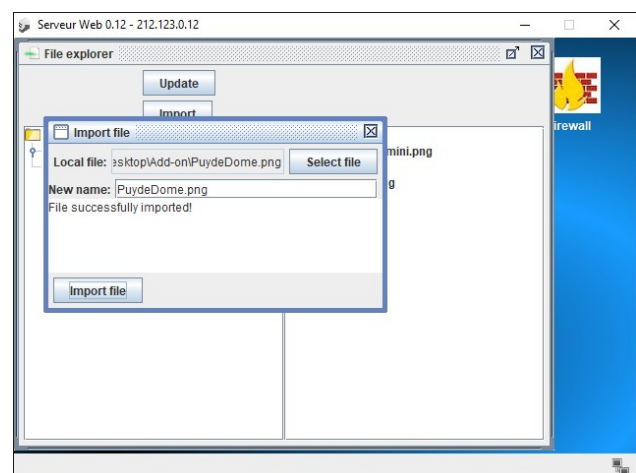 Serveur Web 0.12 - 212.123.0.12
File explorer
Update
Import
Import file
irewall
mini.png
Local file: esktop\Add-on\PuydeDome.png Select file
g
New name: PuydeDome.png
File successfully imported!
Import file